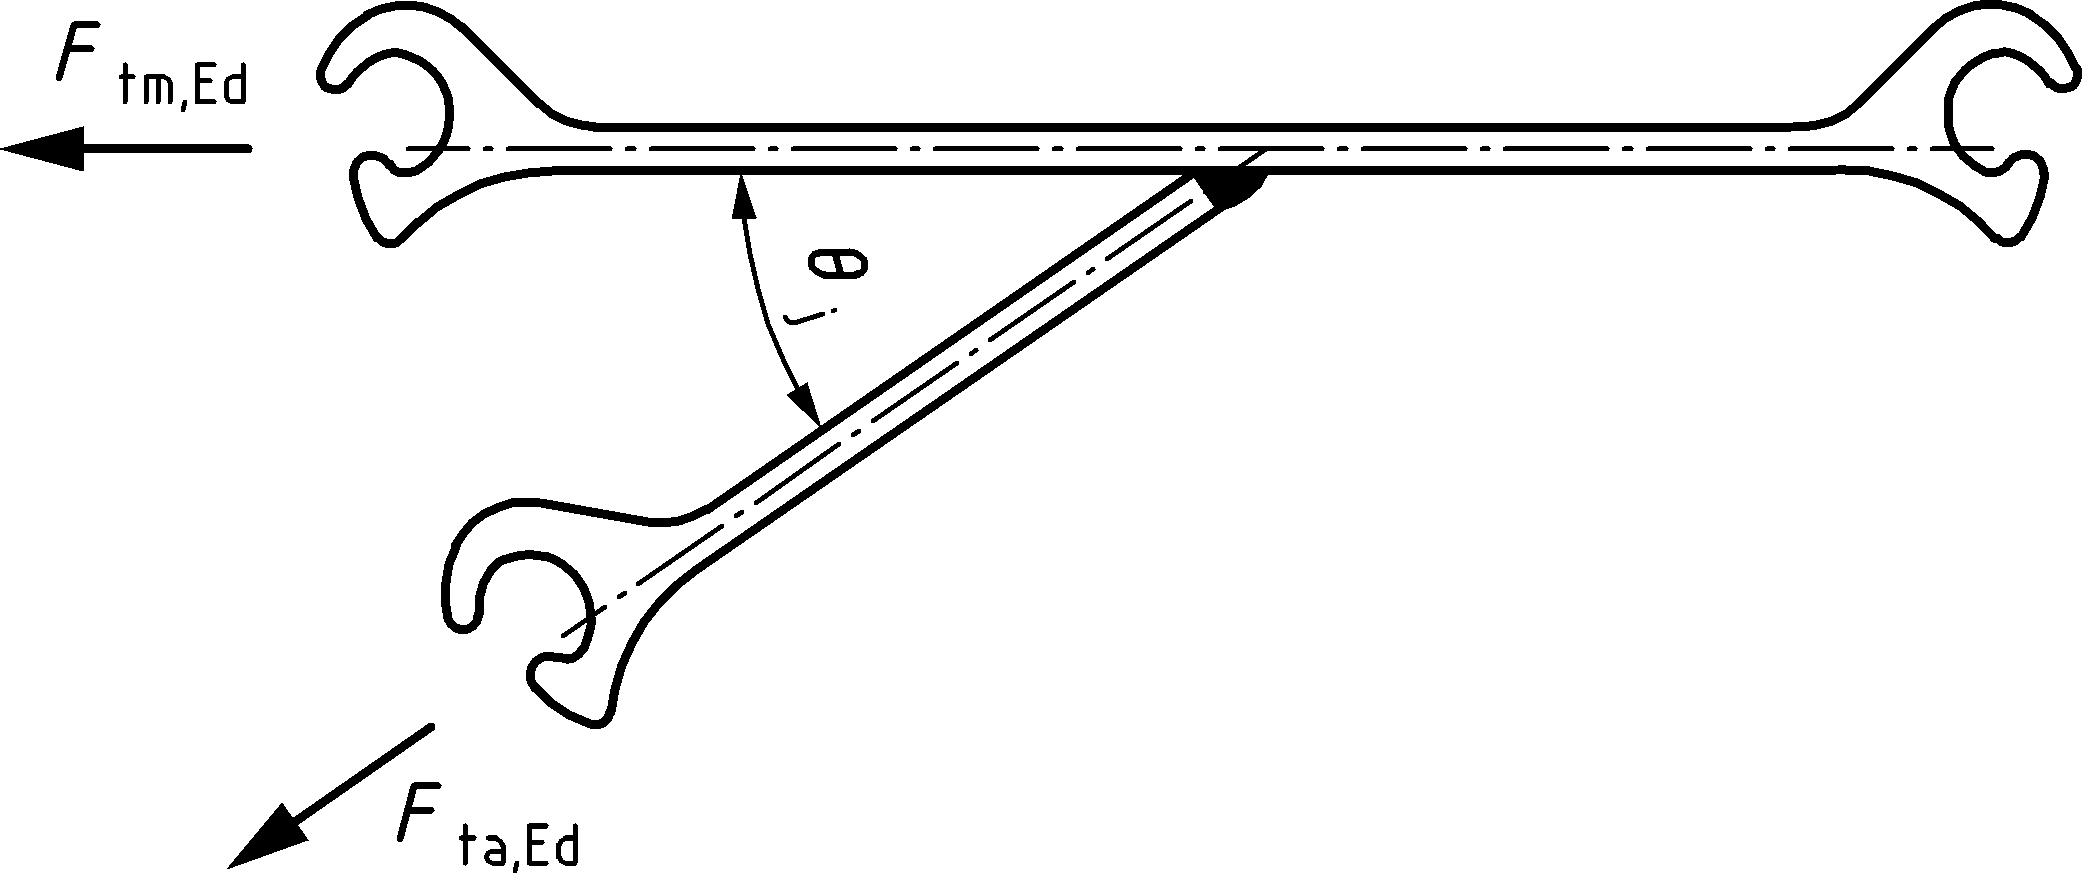 F tm,Ed
θ j
F ta,Ed